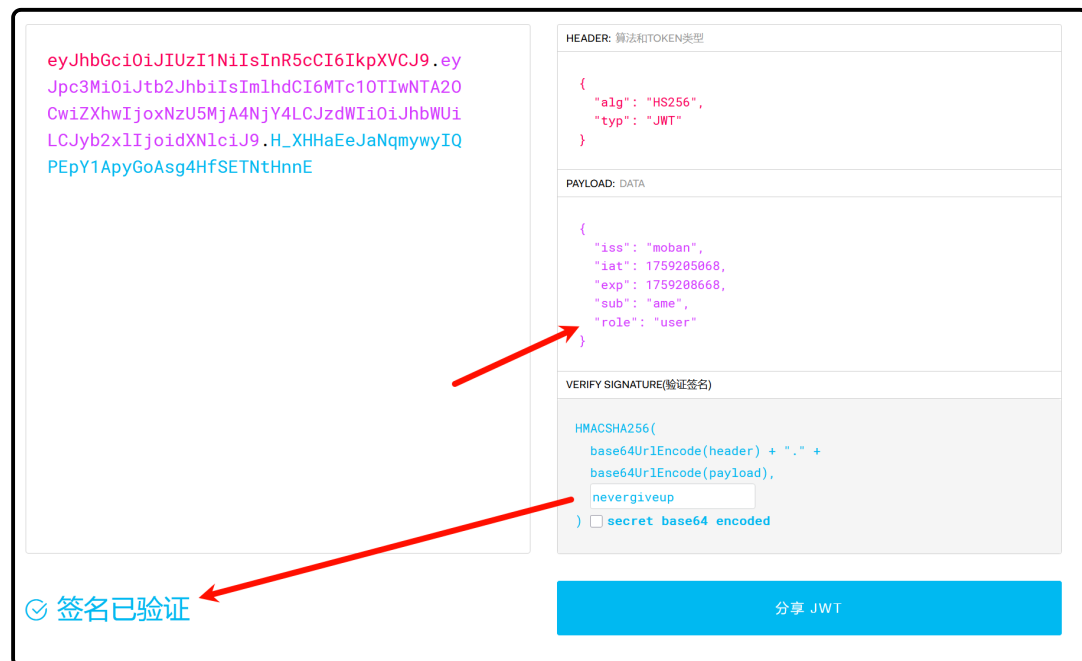 eyJhbGciOiJIUzI1NiIsInR5cCI6IkpXVCJ9.ey
Jpc3MiOiJtb2JhbiIsImlhdCI6MTc1OTIwNTA2O
CwiZXhwIjoxNzU5MjA4NjY4LCJzdWIiOiJhbWUi
LCJyb2xlIjoidXNlciJ9.H_XHHaEeJaNqmywyIQ
PEpY1ApyGoAsg4HfSETNtHnnE
签名已验证
HEADER: 算法和TOKEN类型
{
"alg": "HS256",
"typ": "JWT"
}
PAYLOAD: DATA
{
"iss": "moban",
"iat": 1759205068,
"exp": 1759208668,
"sub": "ame",
"role": "user"
}
VERIFY SIGNATURE(验证签名)
HMACSHA256(
base64UrlEncode(header) + "." +
base64UrlEncode(payload),
nevergiveup
) secret base64 encoded
分享 JWT